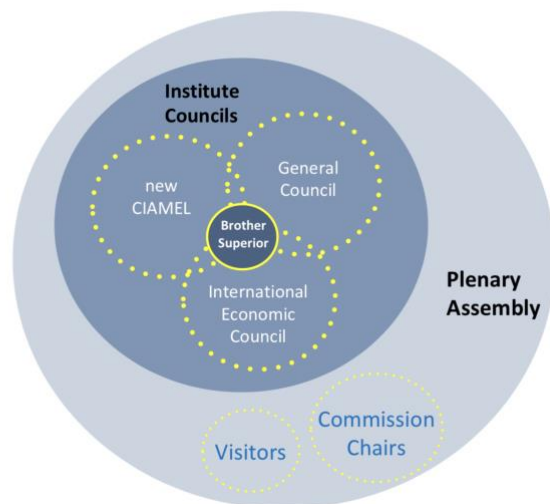 Institute
Councils
new
CIAMEL
General
Council
Brother
Superior
International
Economic
Council
Plenary
Assembly
Visitors
Commission
Chairs